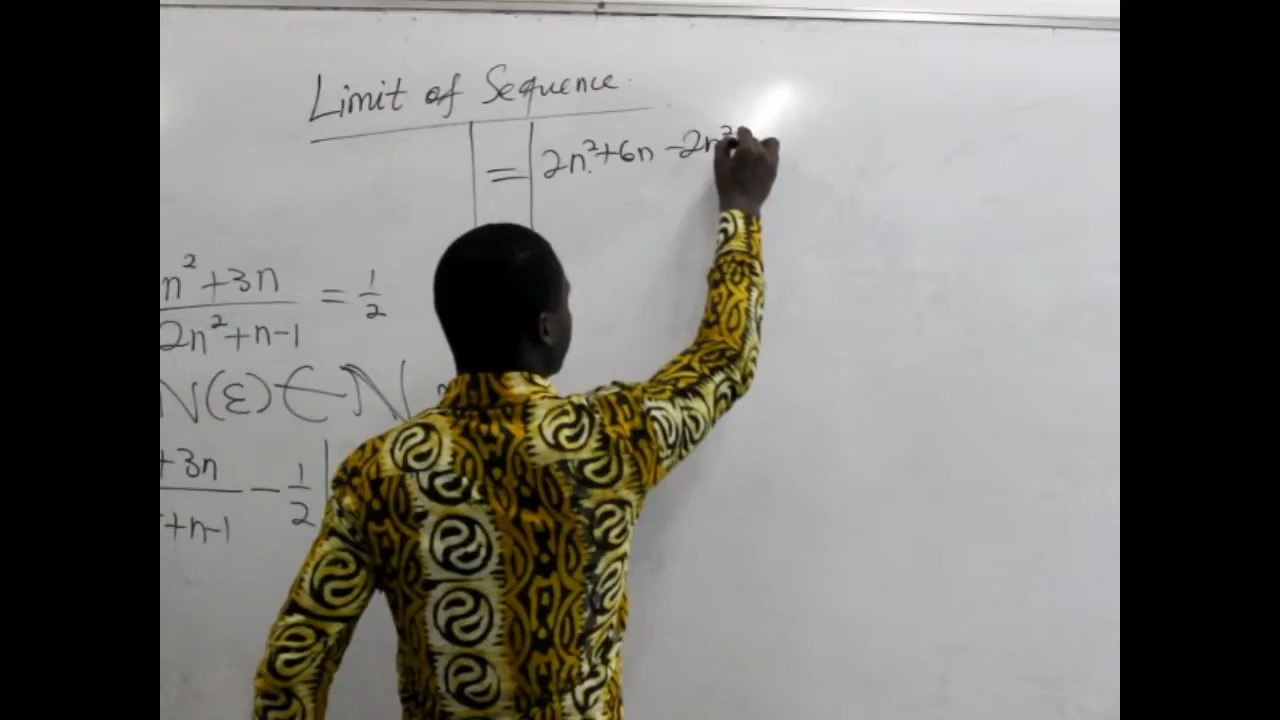 Limit of Sequence
| = | 2n²+6n -2n²
n²+3n
= 1/2
2n²+n-1
N(ε)∈N
+3n
- 1/2 |
+n-1